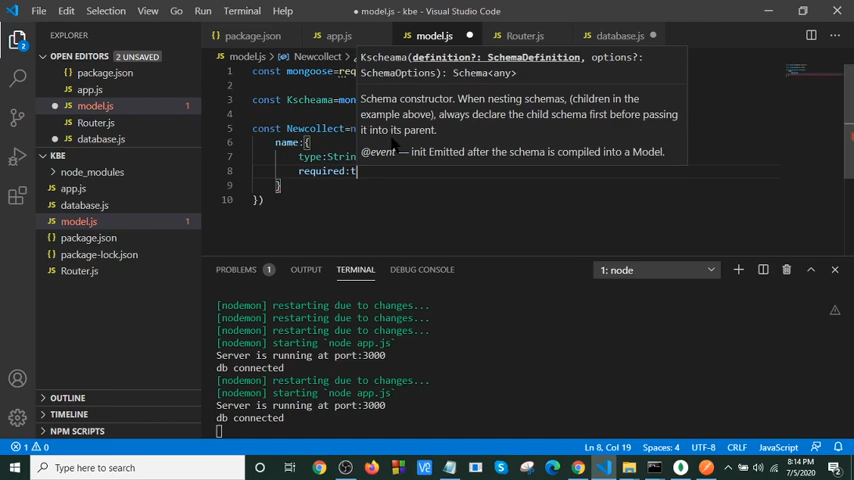 File Edit Selection View Go Run Terminal Help
model.js - kbe - Visual Studio Code
EXPLORER
package.json
app.js
model.js
Router.js
database.js
OPEN EDITORS 2 UNSAVED
package.json
app.js
model.js 1
Router.js
database.js
KBE
node_modules
app.js
database.js
model.js 1
package.json
package-lock.json
Router.js
OUTLINE
TIMELINE
NPM SCRIPTS
model.js > Newcollect >
1 const mongoose=req
2
3 const Kscheama=mon
4
5 const Newcollect=n
6 name:{
7 type:Strin
8 required:t
9 }
10 })
Kscheama(definition?: SchemaDefinition, options?:
SchemaOptions): Schema<any>
Schema constructor. When nesting schemas, (children in the
example above), always declare the child schema first before passing
it into its parent.
@event — init Emitted after the schema is compiled into a Model.
PROBLEMS 1 OUTPUT TERMINAL DEBUG CONSOLE
1: node
[nodemon] restarting due to changes...
[nodemon] restarting due to changes...
[nodemon] restarting due to changes...
[nodemon] starting `node app.js`
Server is running at port:3000
db connected
[nodemon] restarting due to changes...
[nodemon] starting `node app.js`
Server is running at port:3000
db connected
1 0
Ln 8, Col 19 Spaces: 4 UTF-8 CRLF JavaScript
Type here to search
8:14 PM
7/5/2020